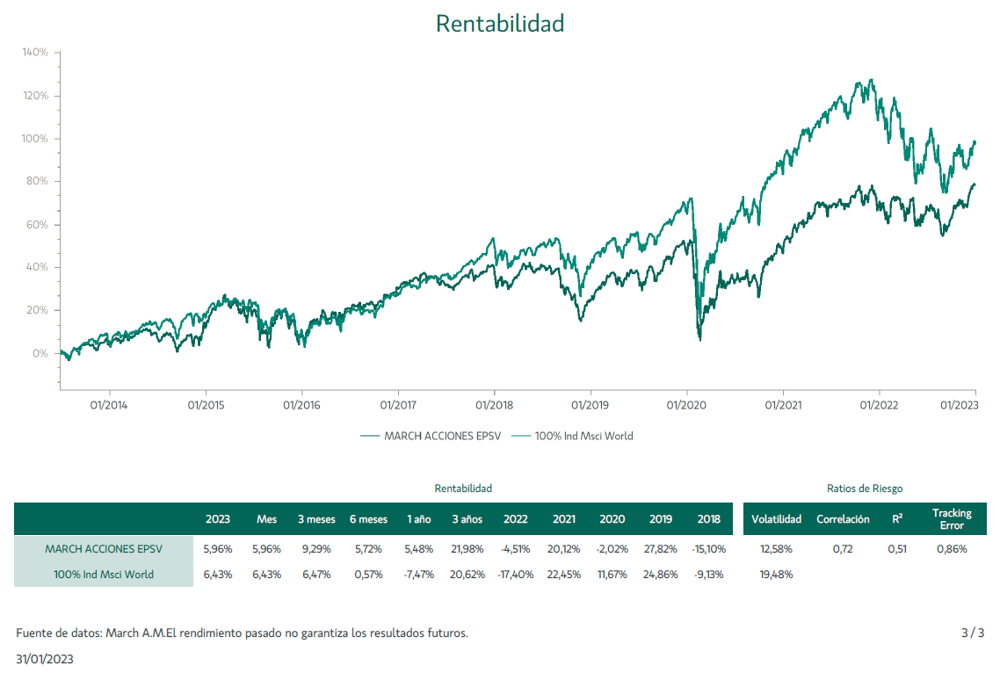 Rentabilidad
140%
120%
100%
80%
60%
40%
20%
0%
01/2014 01/2015 01/2016 01/2017 01/2018 01/2019 01/2020 01/2021 01/2022 01/2023
MARCH ACCIONES EPSV 100% Ind Msci World
Rentabilidad Ratios de Riesgo
2023 Mes 3 meses 6 meses 1 año 3 años 2022 2021 2020 2019 2018 Volatilidad Correlación R² Tracking Error
MARCH ACCIONES EPSV 5,96% 5,96% 9,29% 5,72% 5,48% 21,98% -4,51% 20,12% -2,02% 27,82% -15,10% 12,58% 0,72 0,51 0,86%
100% Ind Msci World 6,43% 6,43% 6,47% 0,57% -7,47% 20,62% -17,40% 22,45% 11,67% 24,86% -9,13% 19,48%
Fuente de datos: March A.M.El rendimiento pasado no garantiza los resultados futuros. 3 / 3
31/01/2023